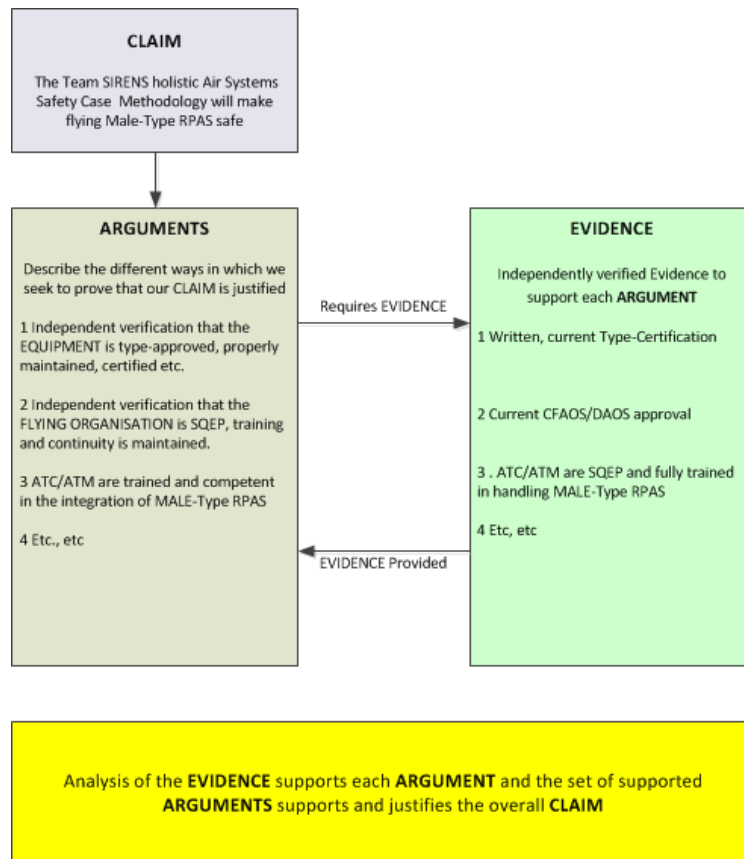 CLAIM
The Team SIRENS holistic Air Systems
Safety Case Methodology will make
flying Male-Type RPAS safe
ARGUMENTS
Describe the different ways in which we
seek to prove that our CLAIM is justified
1 Independent verification that the
EQUIPMENT is type-approved, properly
maintained, certified etc.
2 Independent verification that the
FLYING ORGANISATION is SQEP, training
and continuity is maintained.
3 ATC/ATM are trained and competent
in the integration of MALE-Type RPAS
4 Etc., etc
Requires EVIDENCE
EVIDENCE Provided
EVIDENCE
Independently verified Evidence to
support each ARGUMENT
1 Written, current Type-Certification
2 Current CFAOS/DAOS approval
3 . ATC/ATM are SQEP and fully trained
in handling MALE-Type RPAS
4 Etc, etc
Analysis of the EVIDENCE supports each ARGUMENT and the set of supported
ARGUMENTS supports and justifies the overall CLAIM